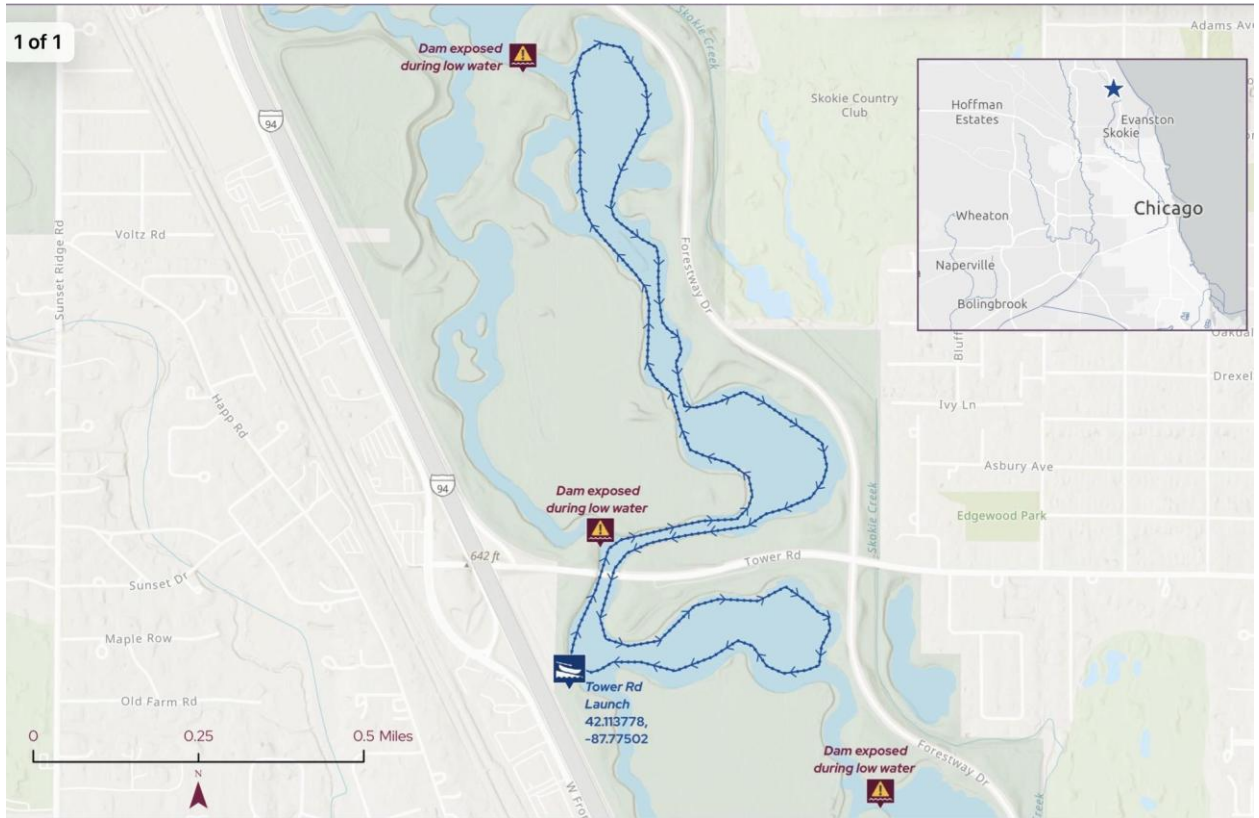 1 of 1
Dam exposed
during low water
Skokie Creek
Adams Ave
Skokie Country
Club
94
Hoffman
Estates
Evanston
Skokie
Chicago
Wheaton
Naperville
Bolingbrook
Sunset Ridge Rd
Voltz Rd
Forestway Dr
Drexel
Ivy Ln
Happ Rd
94
Asbury Ave
Dam exposed
during low water
Edgewood Park
Skokie Creek
642 ft
Tower Rd
Sunset Dr
Maple Row
Tower Rd
Launch
42.113778,
-87.77502
Old Farm Rd
0 0.25 0.5 Miles
N
Dam exposed
during low water
Forestway Dr
W Fron